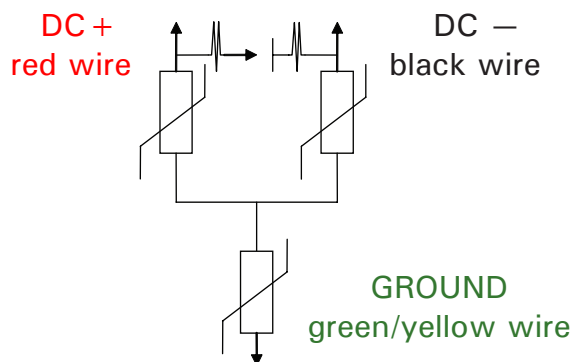 DC+
red wire
DC −
black wire
GROUND
green/yellow wire